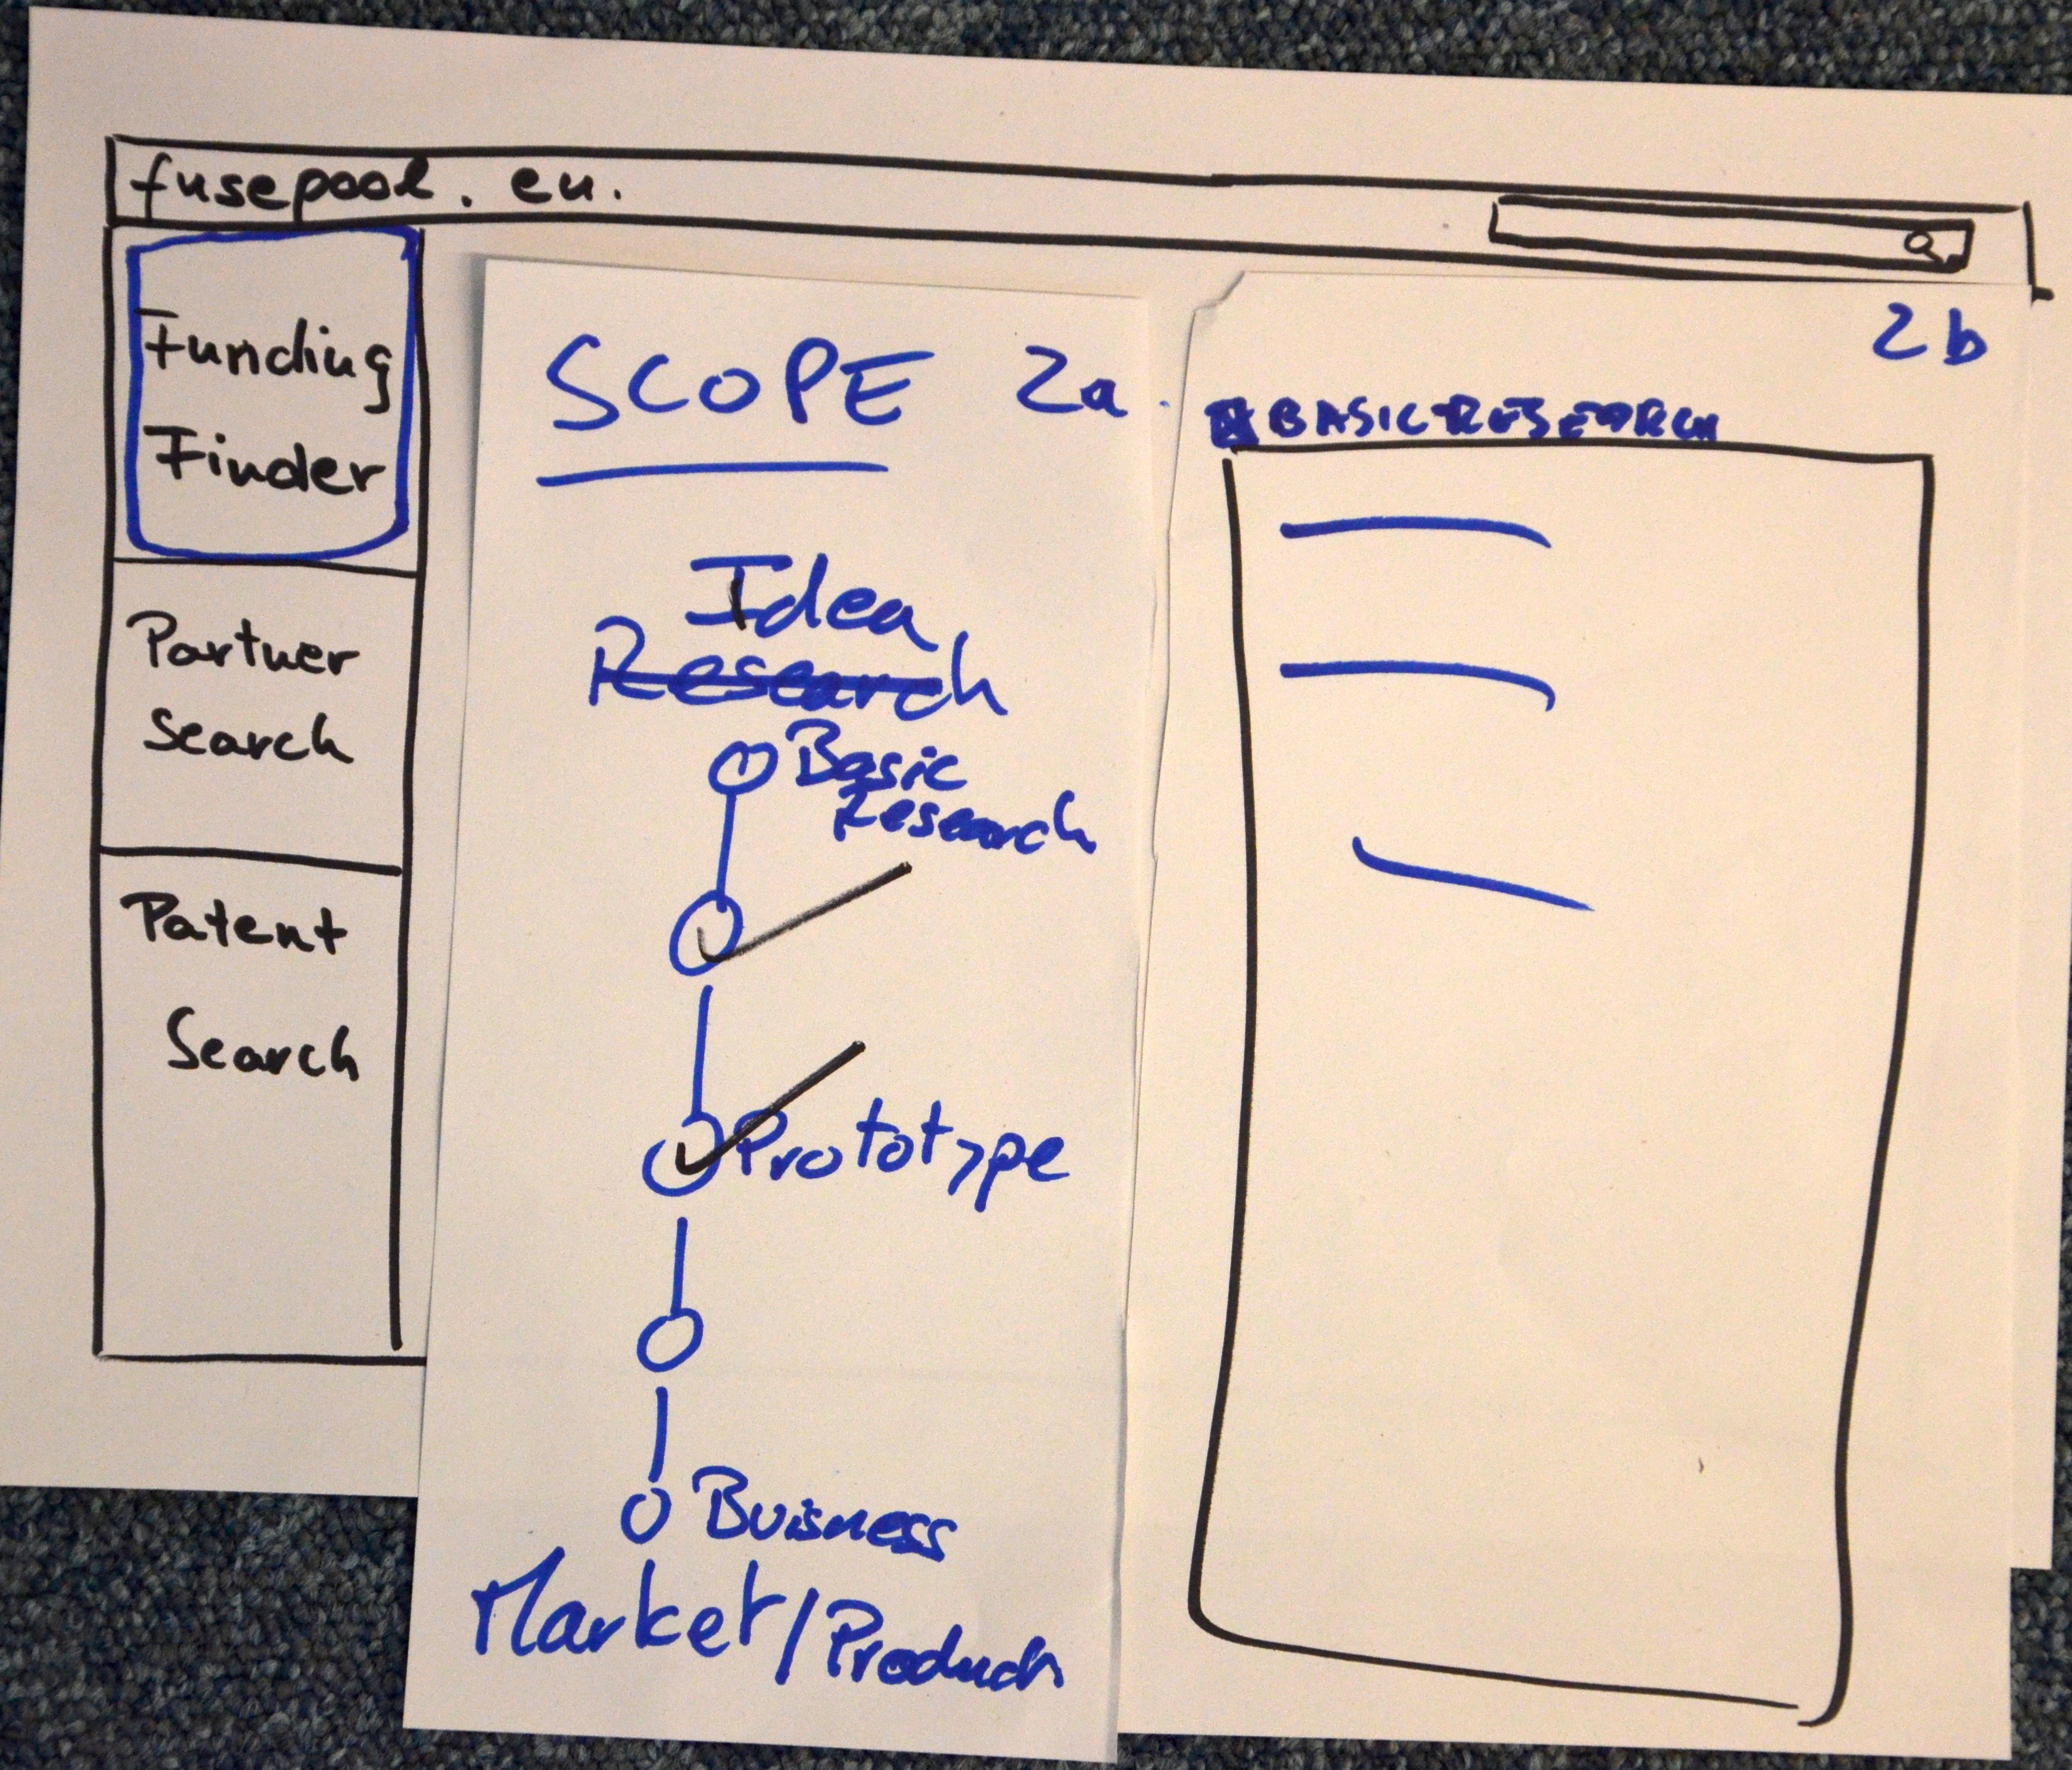 fusepool.eu.
Funding
Finder
Partner
Search
Patent
Search
SCOPE 2a.
Idea
Research
Basic
Research
Prototype
Buisness
Market/Product
2b
BASIC RESEARCH